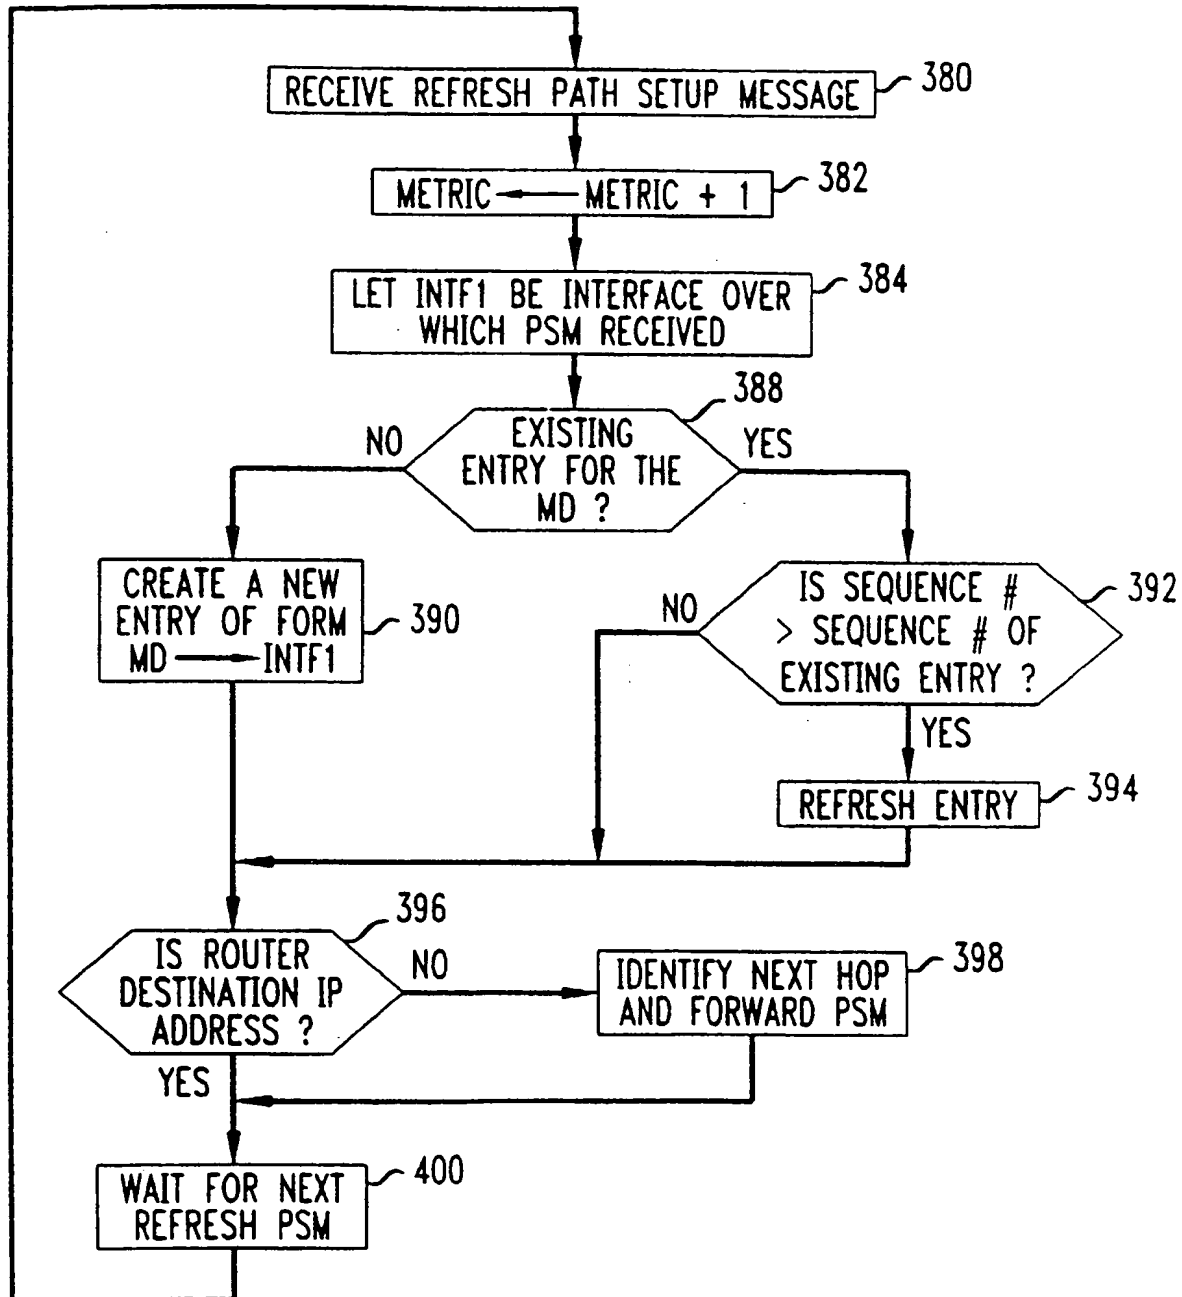 RECEIVE REFRESH PATH SETUP MESSAGE
380
METRIC ← METRIC + 1
382
LET INTF1 BE INTERFACE OVER
WHICH PSM RECEIVED
384
388
EXISTING
ENTRY FOR THE
MD ?
NO
YES
CREATE A NEW
ENTRY OF FORM
MD → INTF1
390
IS SEQUENCE #
> SEQUENCE # OF
EXISTING ENTRY ?
392
NO
YES
REFRESH ENTRY
394
396
IS ROUTER
DESTINATION IP
ADDRESS ?
NO
YES
IDENTIFY NEXT HOP
AND FORWARD PSM
398
WAIT FOR NEXT
REFRESH PSM
400